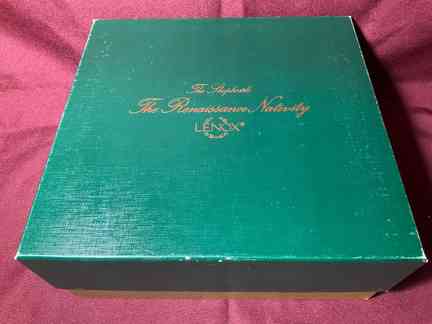 The Shepherds
The Renaissance Nativity
LENOX®